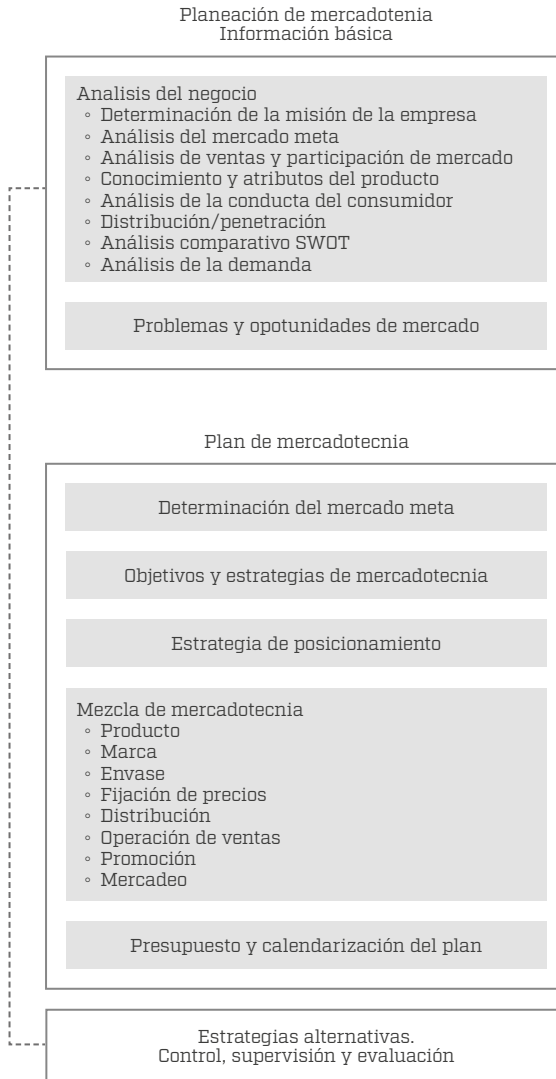 Planeación de mercadotenia
Información básica
Analisis del negocio
◦ Determinación de la misión de la empresa
◦ Análisis del mercado meta
◦ Análisis de ventas y participación de mercado
◦ Conocimiento y atributos del producto
◦ Análisis de la conducta del consumidor
◦ Distribución/penetración
◦ Análisis comparativo SWOT
◦ Análisis de la demanda
Problemas y opotunidades de mercado
Plan de mercadotecnia
Determinación del mercado meta
Objetivos y estrategias de mercadotecnia
Estrategia de posicionamiento
Mezcla de mercadotecnia
◦ Producto
◦ Marca
◦ Envase
◦ Fijación de precios
◦ Distribución
◦ Operación de ventas
◦ Promoción
◦ Mercadeo
Presupuesto y calendarización del plan
Estrategias alternativas.
Control, supervisión y evaluación